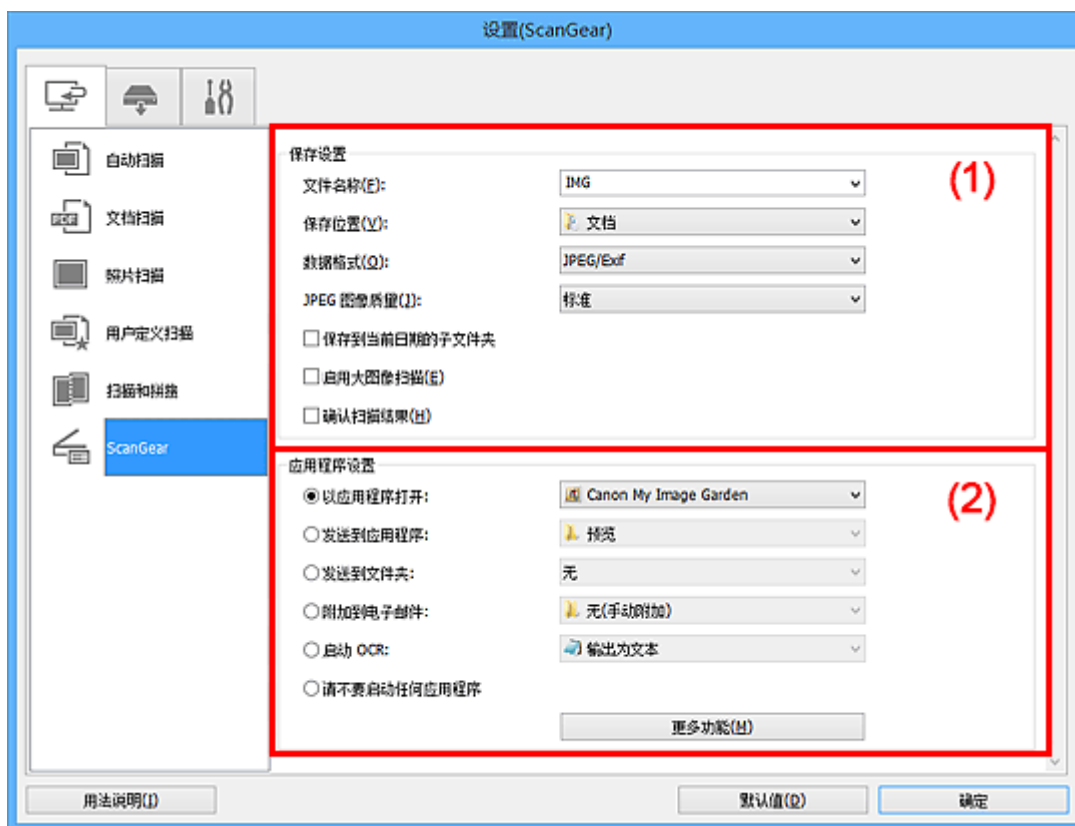 设置(ScanGear)
自动扫描
文档扫描
照片扫描
用户定义扫描
扫描和拼接
ScanGear
保存设置
(1)
文件名称(F): IMG
保存位置(V): 文档
数据格式(O): JPEG/Exif
JPEG 图像质量(J): 标准
保存到当前日期的子文件夹
启用大图像扫描(E)
确认扫描结果(H)
应用程序设置
(2)
以应用程序打开: Canon My Image Garden
发送到应用程序: 预览
发送到文件夹: 无
附加到电子邮件: 无(手动附加)
启动 OCR: 输出为文本
请不要启动任何应用程序
更多功能(M)
用法说明(I) 默认值(D) 确定